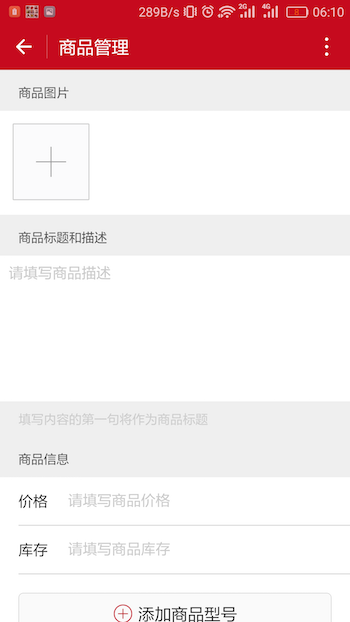 289B/s 2G 4G 8 06:10
商品管理
商品图片
商品标题和描述
请填写商品描述
填写内容的第一句将作为商品标题
商品信息
价格 请填写商品价格
库存 请填写商品库存
添加商品型号